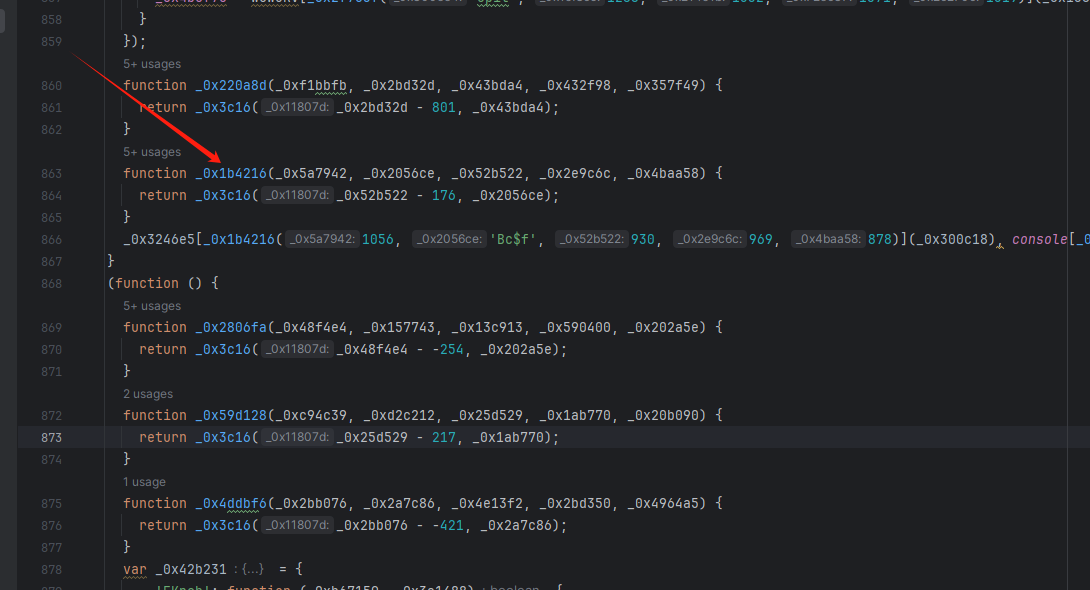 858 }
859 });
5+ usages
860 function _0x220a8d(_0xf1bbfb, _0x2bd32d, _0x43bda4, _0x432f98, _0x357f49) {
861 return _0x3c16( _0x11807d: _0x2bd32d - 801, _0x43bda4);
862 }
5+ usages
863 function _0x1b4216(_0x5a7942, _0x2056ce, _0x52b522, _0x2e9c6c, _0x4baa58) {
864 return _0x3c16( _0x11807d: _0x52b522 - 176, _0x2056ce);
865 }
866 _0x3246e5[_0x1b4216( _0x5a7942: 1056, _0x2056ce: 'Bc$f', _0x52b522: 930, _0x2e9c6c: 969, _0x4baa58: 878)](_0x300c18), console[_0
867 }
868 (function () {
5+ usages
869 function _0x2806fa(_0x48f4e4, _0x157743, _0x13c913, _0x590400, _0x202a5e) {
870 return _0x3c16( _0x11807d: _0x48f4e4 - -254, _0x202a5e);
871 }
2 usages
872 function _0x59d128(_0xc94c39, _0xd2c212, _0x25d529, _0x1ab770, _0x20b090) {
873 return _0x3c16( _0x11807d: _0x25d529 - 217, _0x1ab770);
874 }
1 usage
875 function _0x4ddbf6(_0x2bb076, _0x2a7c86, _0x4e13f2, _0x2bd350, _0x4964a5) {
876 return _0x3c16( _0x11807d: _0x2bb076 - -421, _0x2a7c86);
877 }
878 var _0x42b231 : {...} = {